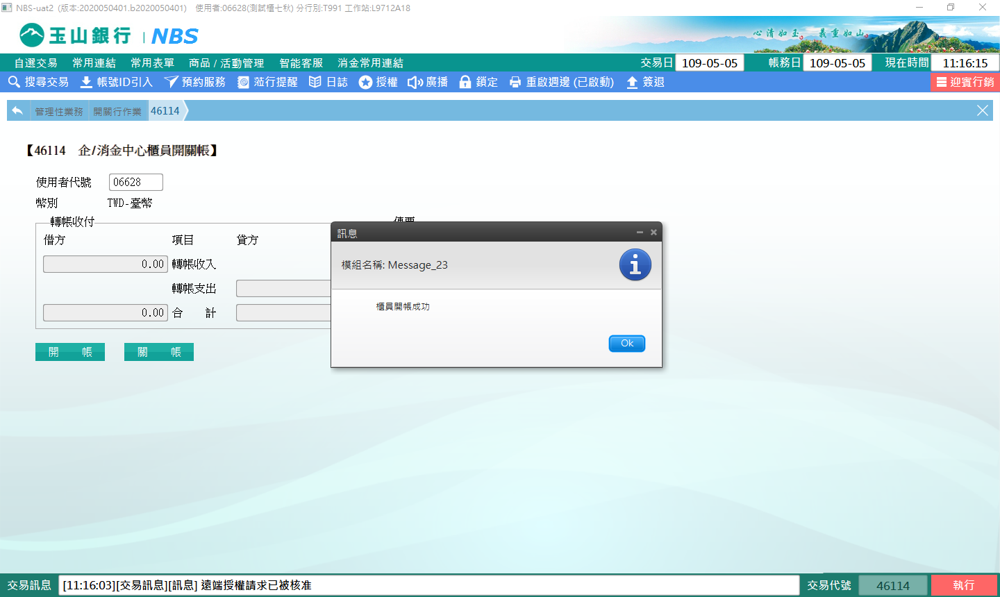 NBS-uat2 (版本:2020050401.b2020050401) 使用者:06628(測試櫃七秋) 分行別:T991 工作站:L9712A18
玉山銀行 | NBS
心清如玉。義重如山。
自選交易 常用連結 常用表單 商品 / 活動管理 智能客服 消金常用連結 交易日 109-05-05 帳務日 109-05-05 現在時間 11:16:15
搜尋交易 帳號ID引入 預約服務 蒞行提醒 日誌 授權 廣播 鎖定 重啟週邊 (已啟動) 簽退 迎賓行銷
管理性業務 開關行作業 46114
【46114 企/消金中心櫃員開關帳】
使用者代號 06628
幣別 TWD-臺幣
轉帳收付
借方 項目 貸方
0.00 轉帳收入
轉帳支出
0.00 合 計
開 帳 關 帳
訊息
模組名稱: Message_23
櫃員開帳成功
Ok
交易訊息 [11:16:03][交易訊息][訊息] 遠端授權請求已被核准 交易代號 46114 執行